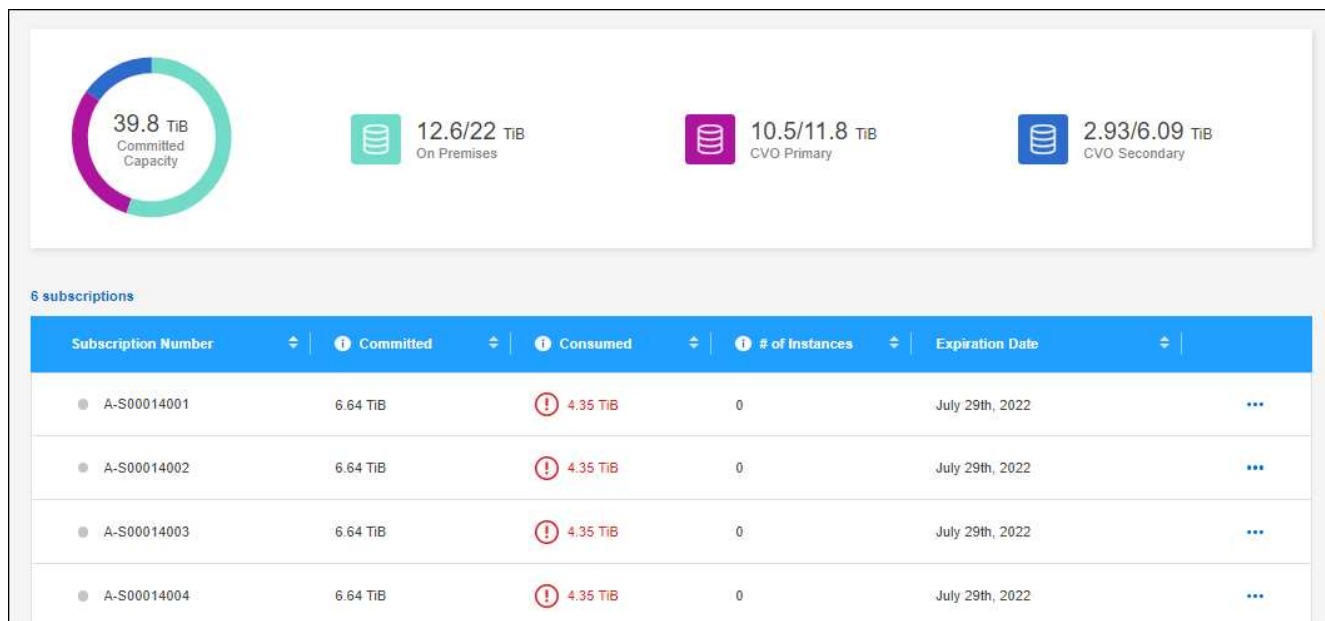 39.8 TiB
Committed
Capacity
12.6/22 TiB
On Premises
10.5/11.8 TiB
CVO Primary
2.93/6.09 TiB
CVO Secondary
6 subscriptions
Subscription Number Committed Consumed # of Instances Expiration Date
A-S00014001 6.64 TiB 4.35 TiB 0 July 29th, 2022
A-S00014002 6.64 TiB 4.35 TiB 0 July 29th, 2022
A-S00014003 6.64 TiB 4.35 TiB 0 July 29th, 2022
A-S00014004 6.64 TiB 4.35 TiB 0 July 29th, 2022